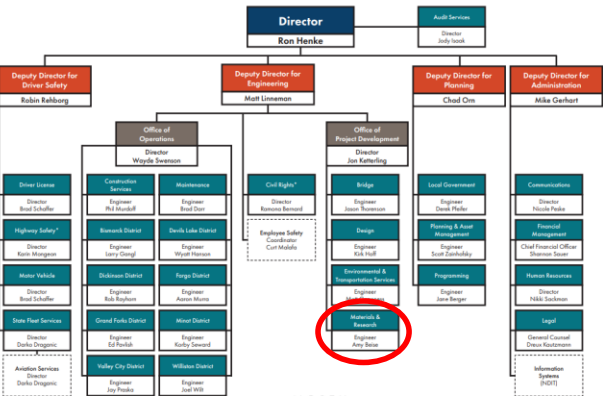 Director
Ron Henke
Audit Services
Director
Jody Isaak
Deputy Director for
Driver Safety
Robin Rehborg
Deputy Director for
Engineering
Matt Linneman
Deputy Director for
Planning
Chad Orn
Deputy Director for
Administration
Mike Gerhart
Office of
Operations
Director
Wayde Swenson
Office of
Project Development
Director
Jon Ketterling
Driver License
Director
Brad Schaffer
Highway Safety*
Director
Karin Mongeon
Motor Vehicle
Director
Brad Schaffer
State Fleet Services
Director
Darko Draganic
Aviation Services
Director
Darko Draganic
Construction
Services
Engineer
Phil Murdoff
Bismarck District
Engineer
Larry Gangl
Dickinson District
Engineer
Rob Rayhorn
Grand Forks District
Engineer
Ed Pavlish
Valley City District
Engineer
Jay Praska
Maintenance
Engineer
Brad Darr
Devils Lake District
Engineer
Wyatt Hanson
Fargo District
Engineer
Aaron Murra
Minot District
Engineer
Korby Seward
Williston District
Engineer
Joel Wilt
Civil Rights*
Director
Ramona Bernard
Employee Safety
Coordinator
Curt
Bridge
Engineer
Jason Thorenson
Design
Engineer
Kirk Hoff
Environmental &
Transportation Services
Engineer
Materials &
Research
Engineer
Amy Beise
Local Government
Engineer
Derek Pfeifer
Planning & Asset
Management
Engineer
Scott Zainhofsky
Programming
Engineer
Jane Berger
Communications
Director
Nicole Peske
Financial
Management
Chief Financial Officer
Shannon Sauer
Human Resources
Director
Nikki Sackman
Legal
General Counsel
Dreux Kautzmann
Information
Systems
(NDIT)